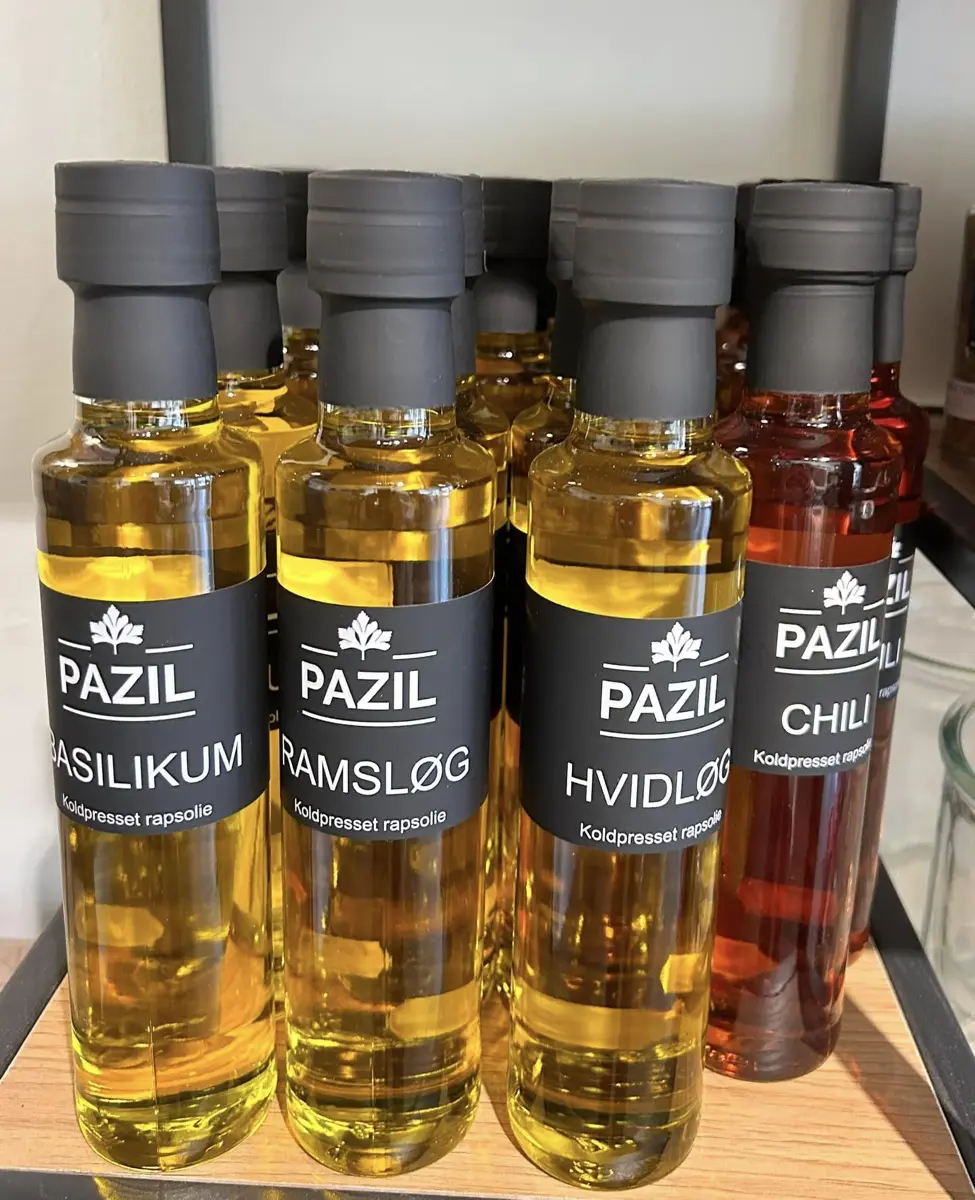 PAZIL
BASILIKUM
Koldpresset rapsolie
PAZIL
RAMSLØG
Koldpresset rapsolie
PAZIL
HVIDLØG
Koldpresset rapsolie
PAZIL
CHILI
Koldpresset rapsolie